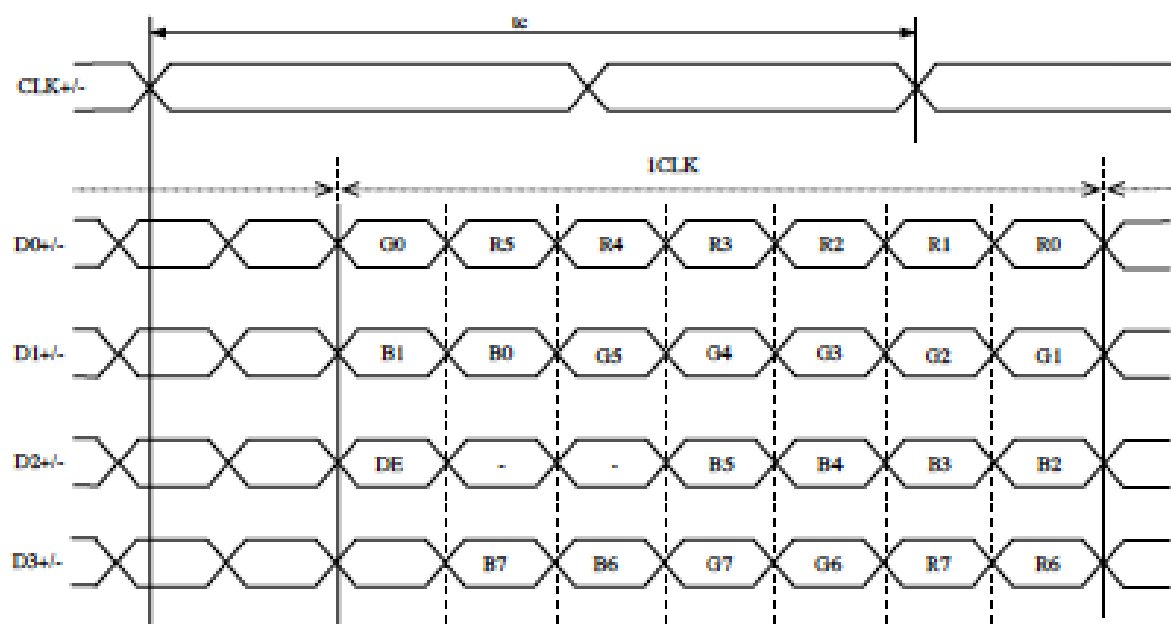 tc
CLK+/-
1CLK
D0+/- G0 R5 R4 R3 R2 R1 R0
D1+/- B1 B0 G5 G4 G3 G2 G1
D2+/- DE - - B5 B4 B3 B2
D3+/- B7 B6 G7 G6 R7 R6